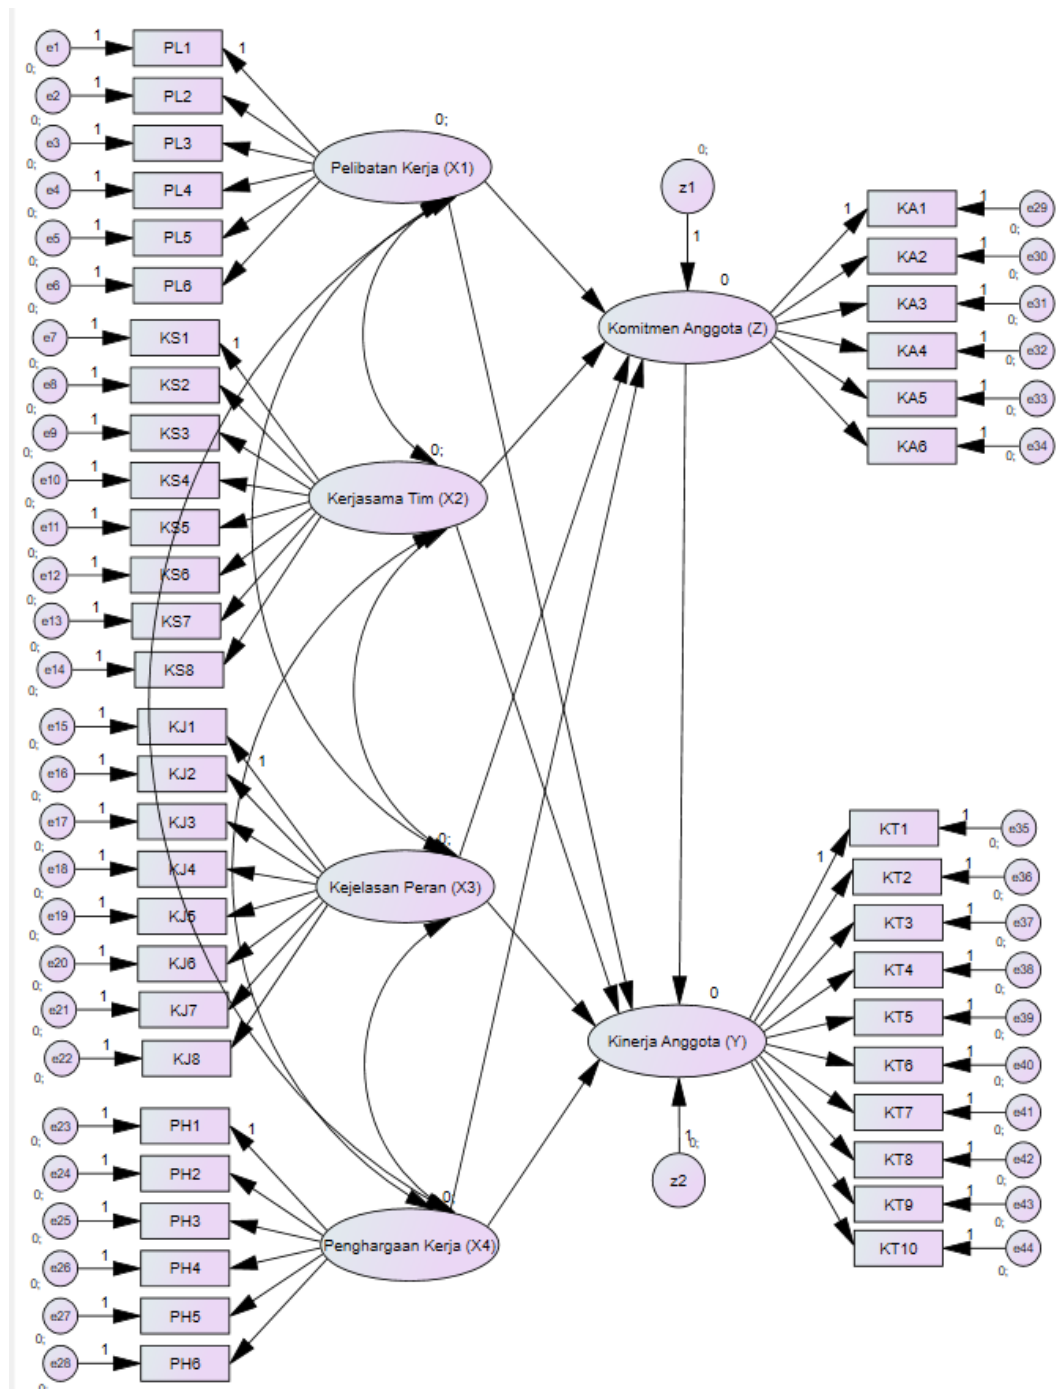 e1 1 PL1 1
0;
e2 1 PL2
0;
e3 1 PL3
0;
e4 1 PL4
0;
e5 1 PL5
0;
e6 1 PL6
0;
0;
Pelibatan Kerja (X1)
e7 1 KS1 1
0;
e8 1 KS2
0;
e9 1 KS3
0;
e10 1 KS4
0;
e11 1 KS5
0;
e12 1 KS6
0;
e13 1 KS7
0;
e14 1 KS8
0;
0;
Kerjasama Tim (X2)
e15 1 KJ1 1
0;
e16 1 KJ2
0;
e17 1 KJ3
0;
e18 1 KJ4
0;
e19 1 KJ5
0;
e20 1 KJ6
0;
e21 1 KJ7
0;
e22 1 KJ8
0;
0;
Kejelasan Peran (X3)
e23 1 PH1 1
0;
e24 1 PH2
0;
e25 1 PH3
0;
e26 1 PH4
0;
e27 1 PH5
0;
e28 1 PH6
0;
0;
Penghargaan Kerja (X4)
0;
z1
1
0
Komitmen Anggota (Z)
1 KA1 1 e29
0;
KA2 1 e30
0;
KA3 1 e31
0;
KA4 1 e32
0;
KA5 1 e33
0;
KA6 1 e34
0;
0
Kinerja Anggota (Y)
1
0;
z2
1 KT1 1 e35
0;
KT2 1 e36
0;
KT3 1 e37
0;
KT4 1 e38
0;
KT5 1 e39
0;
KT6 1 e40
0;
KT7 1 e41
0;
KT8 1 e42
0;
KT9 1 e43
0;
KT10 1 e44
0;